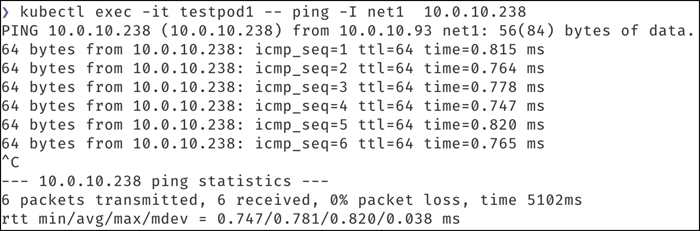 ❯ kubectl exec -it testpod1 -- ping -I net1  10.0.10.238
PING 10.0.10.238 (10.0.10.238) from 10.0.10.93 net1: 56(84) bytes of data.
64 bytes from 10.0.10.238: icmp_seq=1 ttl=64 time=0.815 ms
64 bytes from 10.0.10.238: icmp_seq=2 ttl=64 time=0.764 ms
64 bytes from 10.0.10.238: icmp_seq=3 ttl=64 time=0.778 ms
64 bytes from 10.0.10.238: icmp_seq=4 ttl=64 time=0.747 ms
64 bytes from 10.0.10.238: icmp_seq=5 ttl=64 time=0.820 ms
64 bytes from 10.0.10.238: icmp_seq=6 ttl=64 time=0.765 ms
^C
--- 10.0.10.238 ping statistics ---
6 packets transmitted, 6 received, 0% packet loss, time 5102ms
rtt min/avg/max/mdev = 0.747/0.781/0.820/0.038 ms